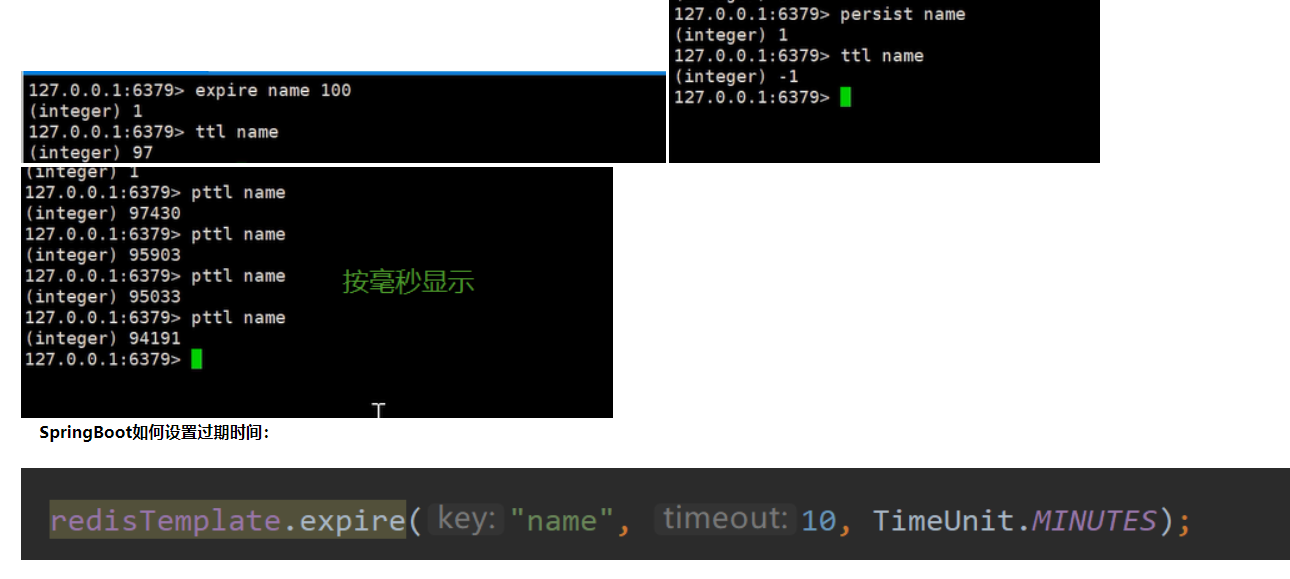 127.0.0.1:6379> expire name 100
(integer) 1
127.0.0.1:6379> ttl name
(integer) 97
127.0.0.1:6379> persist name
(integer) 1
127.0.0.1:6379> ttl name
(integer) -1
127.0.0.1:6379>
(integer) 1
127.0.0.1:6379> pttl name
(integer) 97430
127.0.0.1:6379> pttl name
(integer) 95903
127.0.0.1:6379> pttl name
(integer) 95033
127.0.0.1:6379> pttl name
(integer) 94191
127.0.0.1:6379>
按毫秒显示
SpringBoot如何设置过期时间：
redisTemplate.expire( key: "name", timeout: 10, TimeUnit.MINUTES);